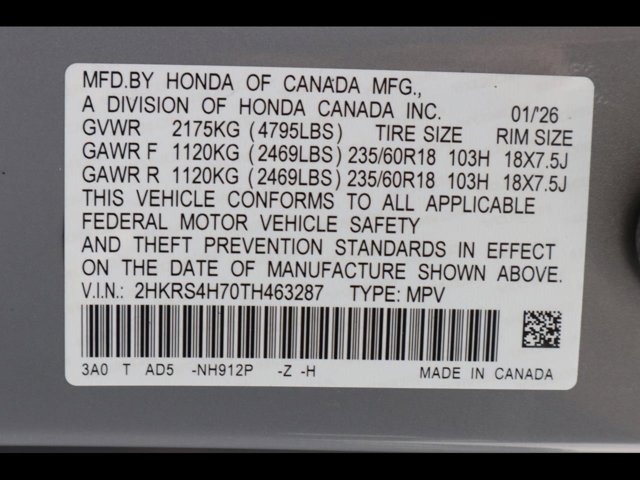 MFD.BY HONDA OF CANADA MFG.,
A DIVISION OF HONDA CANADA INC. 01/'26
GVWR 2175KG (4795LBS) TIRE SIZE RIM SIZE
GAWR F 1120KG (2469LBS) 235/60R18 103H 18X7.5J
GAWR R 1120KG (2469LBS) 235/60R18 103H 18X7.5J
THIS VEHICLE CONFORMS TO ALL APPLICABLE
FEDERAL MOTOR VEHICLE SAFETY
AND THEFT PREVENTION STANDARDS IN EFFECT
ON THE DATE OF MANUFACTURE SHOWN ABOVE.
V.I.N.: 2HKRS4H70TH463287 TYPE: MPV
3A0 T AD5 -NH912P -Z -H MADE IN CANADA